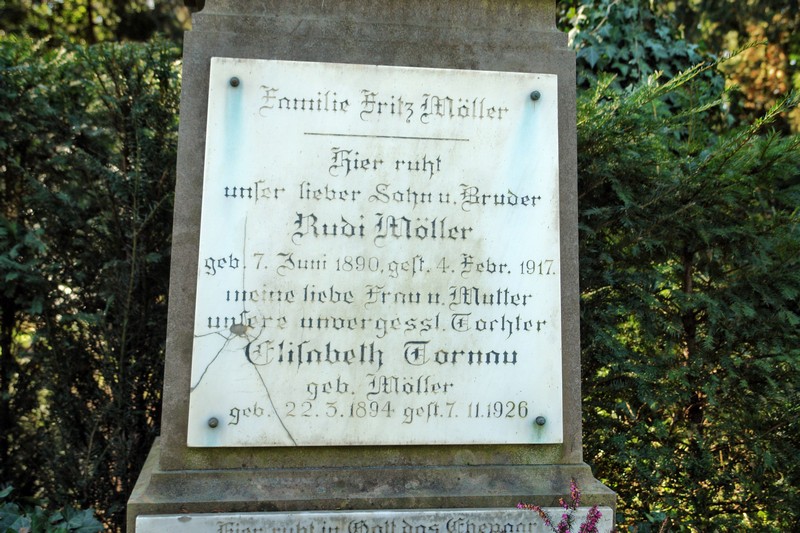 Familie Fritz Möller
Hier ruht
unser lieber Sohn u. Bruder
Rudi Möller
geb. 7. Juni 1890, gest. 4. Febr. 1917.
meine liebe Frau u. Mutter
unsere unvergessl. Tochter
Elisabeth Tornau
geb. Möller
geb. 22.3.1894 gest. 7.11.1926
Hier ruht in Gott das Ehepaar